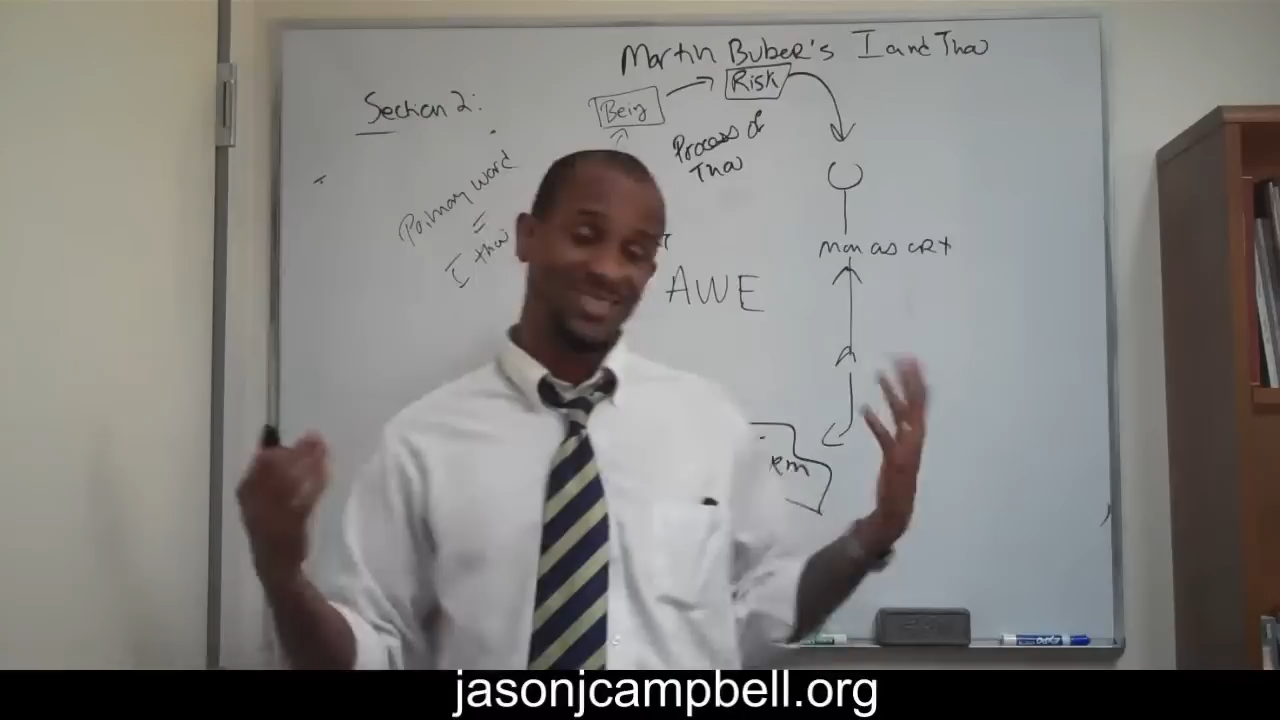 Martin Buber's I and Thou
Section 2:
Being
Risk
Process of
Thou
Primary word
=
I thou
AWE
man as CRT
jasonjcampbell.org